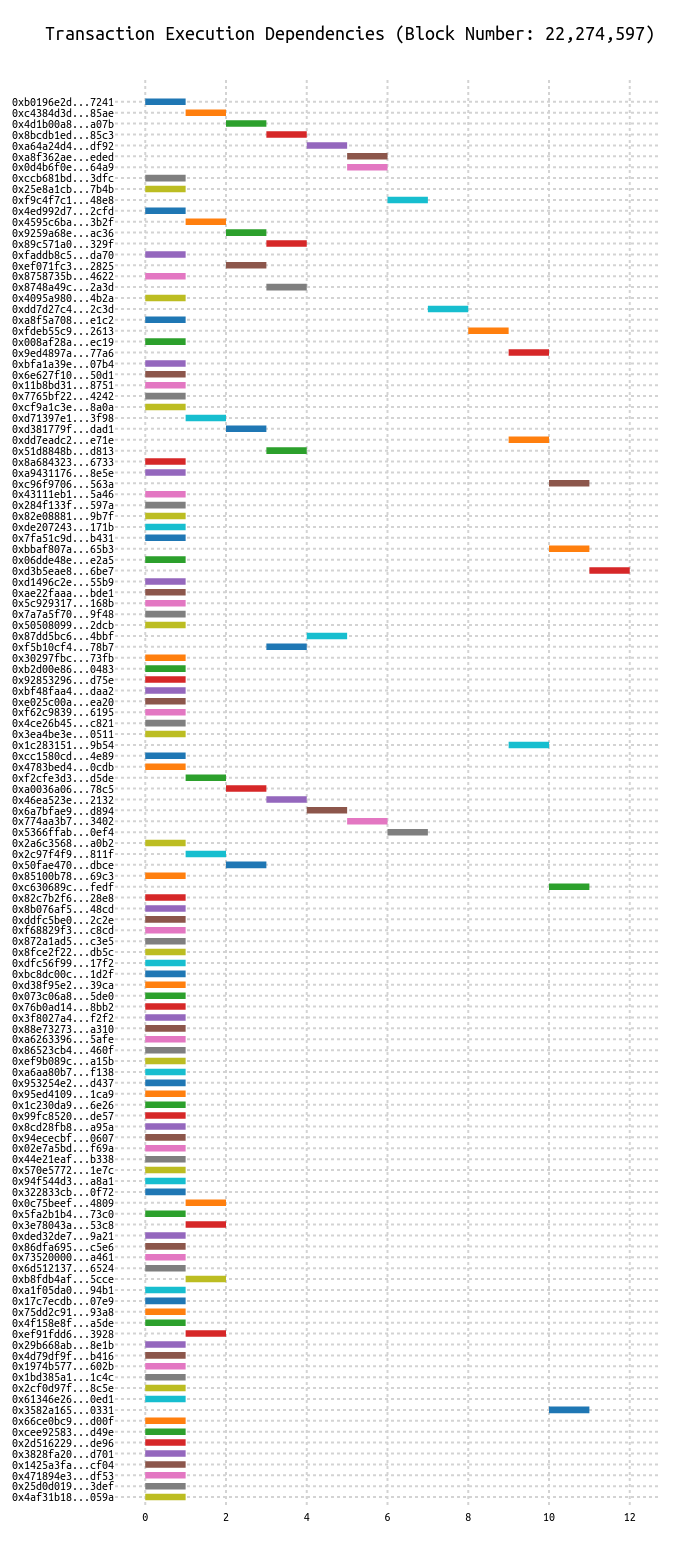 Transaction Execution Dependencies (Block Number: 22,274,597)
0xb0196e2d...7241
0xc4384d3d...85ae
0x4d1b00a8...a07b
0x8bcdb1ed...85c3
0xa64a24d4...df92
0xa8f362ae...eded
0x0d4b6f0e...64a9
0xccb681bd...3dfc
0x25e8a1cb...7b4b
0xf9c4f7c1...48e8
0x4ed992d7...2cfd
0x4595c6ba...3b2f
0x9259a68e...ac36
0x89c571a0...329f
0xfaddb8c5...da70
0xef071fc3...2825
0x8758735b...4622
0x8748a49c...2a3d
0x4095a980...4b2a
0xdd7d27c4...2c3d
0xa8f5a708...e1c2
0xfdeb55c9...2613
0x008af28a...ec19
0x9ed4897a...77a6
0xbfa1a39e...07b4
0x6e627f10...50d1
0x11b8bd31...8751
0x7765bf22...4242
0xcf9a1c3e...8a0a
0xd71397e1...3f98
0xd381779f...dad1
0xdd7eadc2...e71e
0x51d8848b...d813
0x8a684323...6733
0xa9431176...8e5e
0xc96f9706...563a
0x43111eb1...5a46
0x284f133f...597a
0x82e08881...9b7f
0xde207243...171b
0x7fa51c9d...b431
0xbbaf807a...65b3
0x06dde48e...e2a5
0xd3b5eae8...6be7
0xd1496c2e...55b9
0xae22faaa...bde1
0x5c929317...168b
0x7a7a5f70...9f48
0x50508099...2dcb
0x87dd5bc6...4bbf
0xf5b10cf4...78b7
0x30297fbc...73fb
0xb2d00e86...0483
0x92853296...d75e
0xbf48faa4...daa2
0xe025c00a...ea20
0xf62c9839...6195
0x4ce26b45...c821
0x3ea4be3e...0511
0x1c283151...9b54
0xcc1580cd...4e89
0x4783bed4...0cdb
0xf2cfe3d3...d5de
0xa0036a06...78c5
0x46ea523e...2132
0x6a7bfae9...d894
0x774aa3b7...3402
0x5366ffab...0ef4
0x2a6c3568...a0b2
0x2c97f4f9...811f
0x50fae470...dbce
0x85100b78...69c3
0xc630689c...fedf
0x82c7b2f6...28e8
0x8b076af5...48cd
0xddfc5be0...2c2e
0xf68829f3...c8cd
0x872a1ad5...c3e5
0x8fce2f22...db5c
0xdfc56f99...17f2
0xbc8dc00c...1d2f
0xd38f95e2...39ca
0x073c06a8...5de0
0x76b0ad14...8bb2
0x3f8027a4...f2f2
0x88e73273...a310
0xa6263396...5afe
0x86523cb4...460f
0xef9b089c...a15b
0xa6aa80b7...f138
0x953254e2...d437
0x95ed4109...1ca9
0x1c230da9...6e26
0x99fc8520...de57
0x8cd28fb8...a95a
0x94ececbf...0607
0x02e7a5bd...f69a
0x44e21eaf...b338
0x570e5772...1e7c
0x94f544d3...a8a1
0x322833cb...0f72
0x0c75beef...4809
0x5fa2b1b4...73c0
0x3e78043a...53c8
0xded32de7...9a21
0x86dfa695...c5e6
0x73520000...a461
0x6d512137...6524
0xb8fdb4af...5cce
0xa1f05da0...94b1
0x17c7ecdb...07e9
0x75dd2c91...93a8
0x4f158e8f...a5de
0xef91fdd6...3928
0x29b668ab...8e1b
0x4d79df9f...b416
0x1974b577...602b
0x1bd385a1...1c4c
0x2cf0d97f...8c5e
0x61346e26...0ed1
0x3582a165...0331
0x66ce0bc9...d00f
0xcee92583...d49e
0x2d516229...de96
0x3828fa20...d701
0x1425a3fa...cf04
0x471894e3...df53
0x25d0d019...3def
0x4af31b18...059a
0 2 4 6 8 10 12